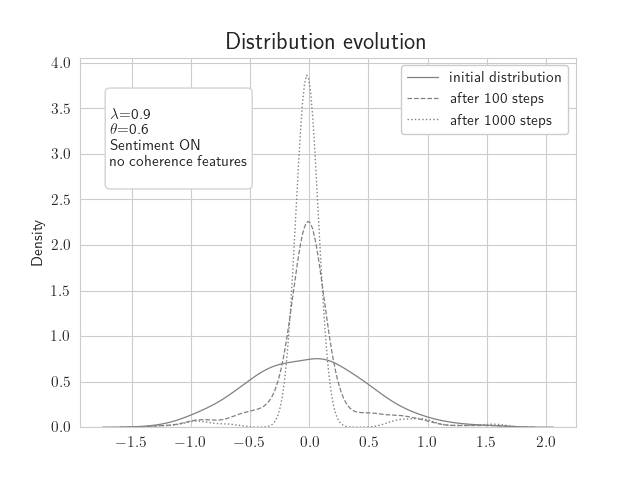 Distribution evolution
4.0
3.5
3.0
2.5
2.0
1.5
1.0
0.5
0.0
Density
λ=0.9
θ=0.6
Sentiment ON
no coherence features
initial distribution
after 100 steps
after 1000 steps
−1.5 −1.0 −0.5 0.0 0.5 1.0 1.5 2.0